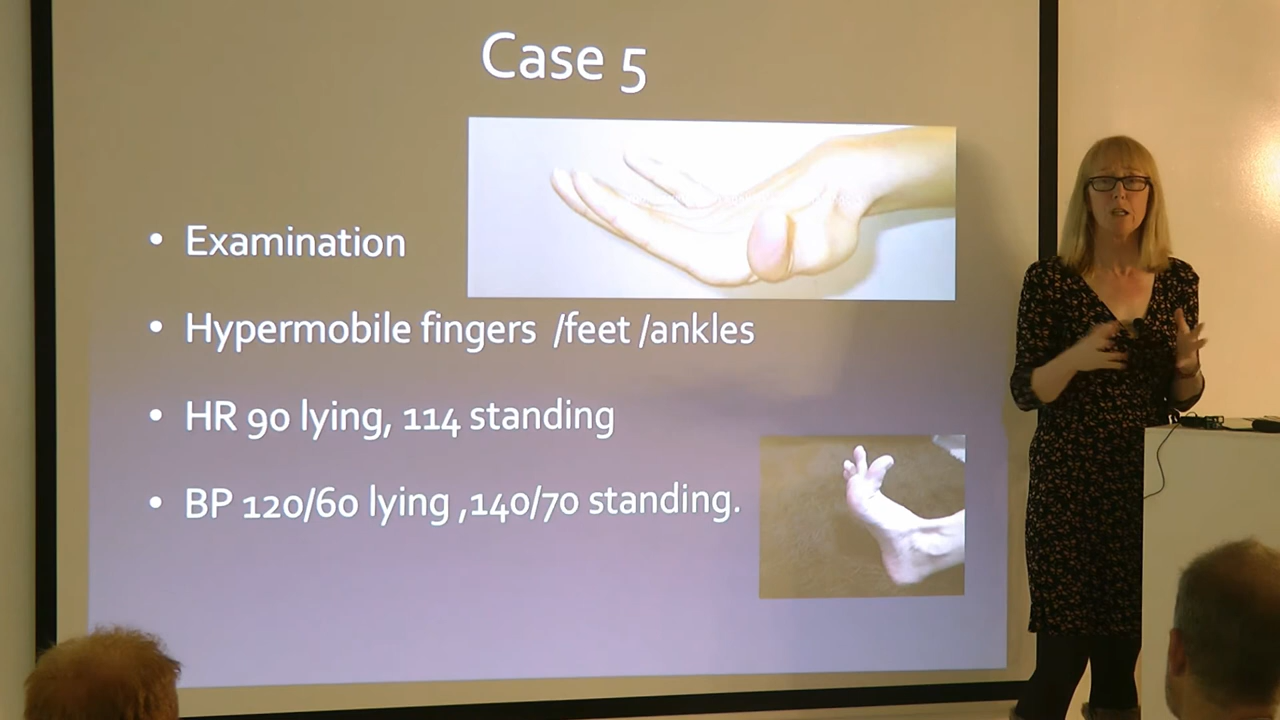 Case 5
• Examination
• Hypermobile fingers /feet /ankles
• HR 90 lying, 114 standing
• BP 120/60 lying ,140/70 standing.